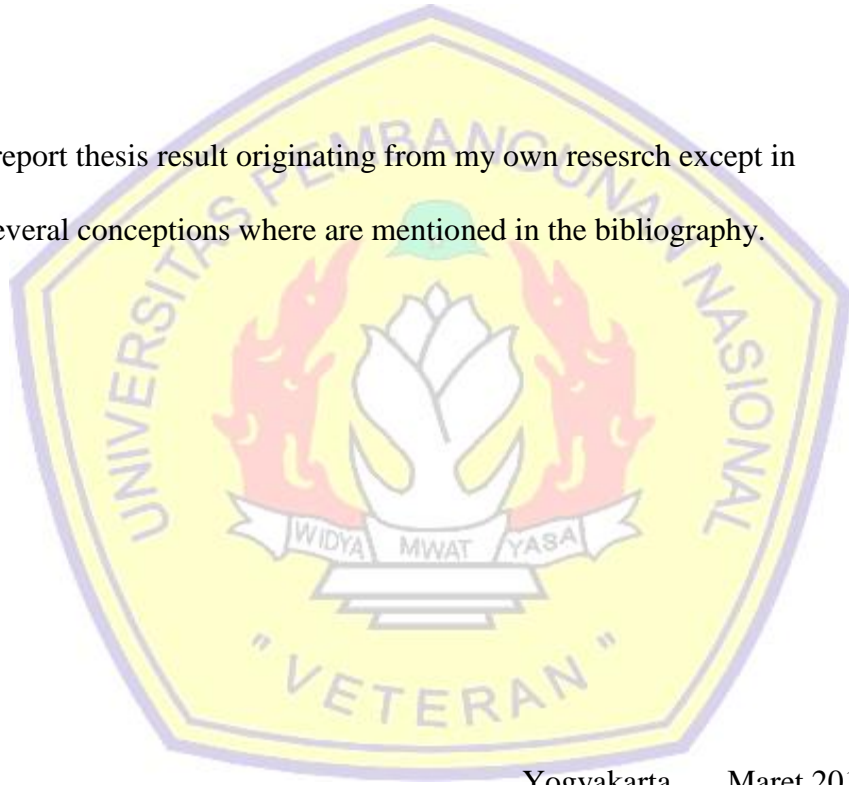 report thesis result originating from my own resesrch except in
everal conceptions where are mentioned in the bibliography.
UNIVERSITAS PEMBANGUNAN NASIONAL
WIDYA MWAT YASA
" VETERAN "
Yogyakarta, Maret 201